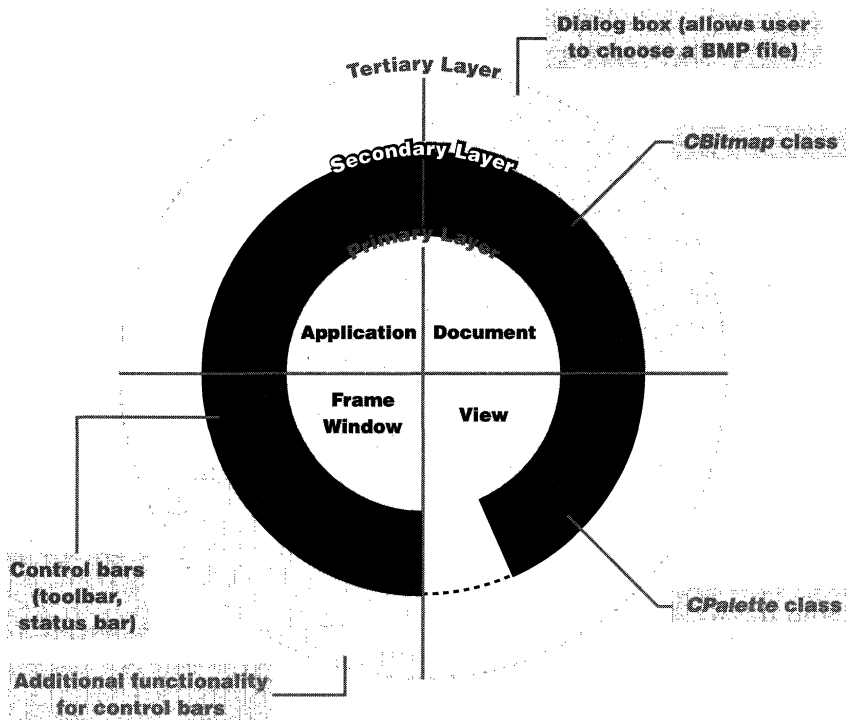 Dialog box (allows user
to choose a BMP file)
Tertiary Layer
CBitmap class
Secondary Layer
Primary Layer
Application
Document
Frame
Window
View
Control bars
(toolbar,
status bar)
CPalette class
Additional functionality
for control bars